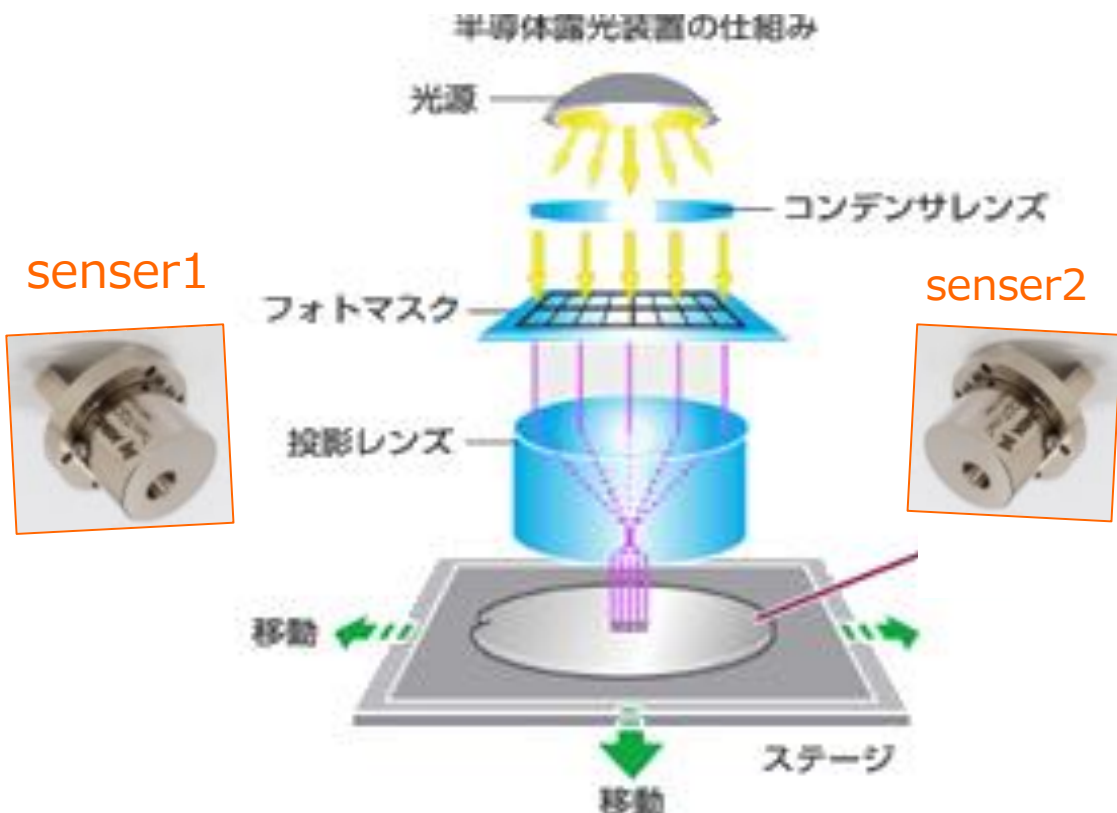 半導体露光装置の仕組み
光源
コンデンサレンズ
senser1
senser2
フォトマスク
投影レンズ
移動
ステージ
移動